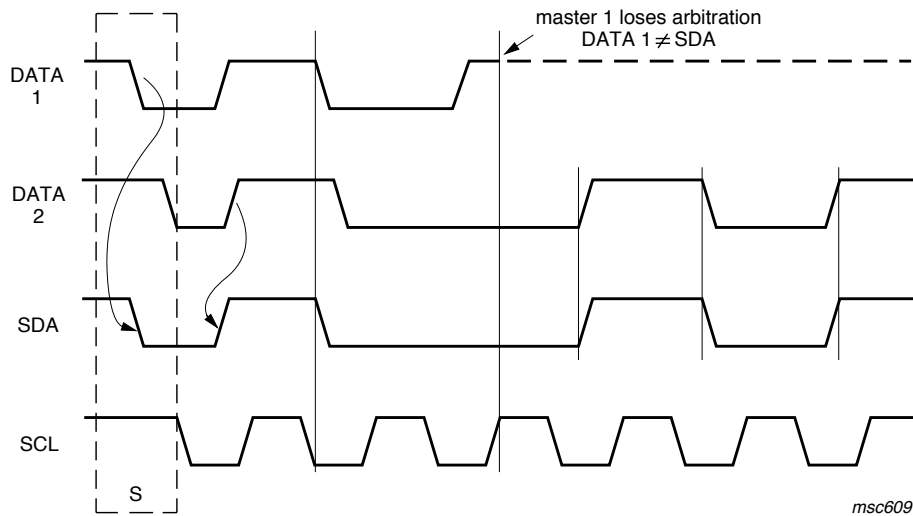 master 1 loses arbitration
DATA 1 ≠ SDA
DATA
1
DATA
2
SDA
SCL
S
msc609